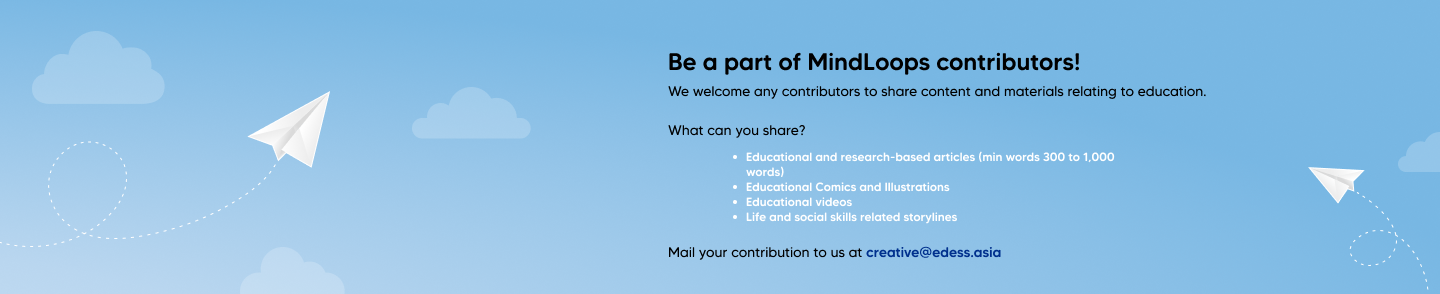 Be a part of MindLoops contributors!
We welcome any contributors to share content and materials relating to education.
What can you share?
• Educational and research-based articles (min words 300 to 1,000
words)
• Educational Comics and Illustrations
• Educational videos
• Life and social skills related storylines
Mail your contribution to us at creative@edess.asia